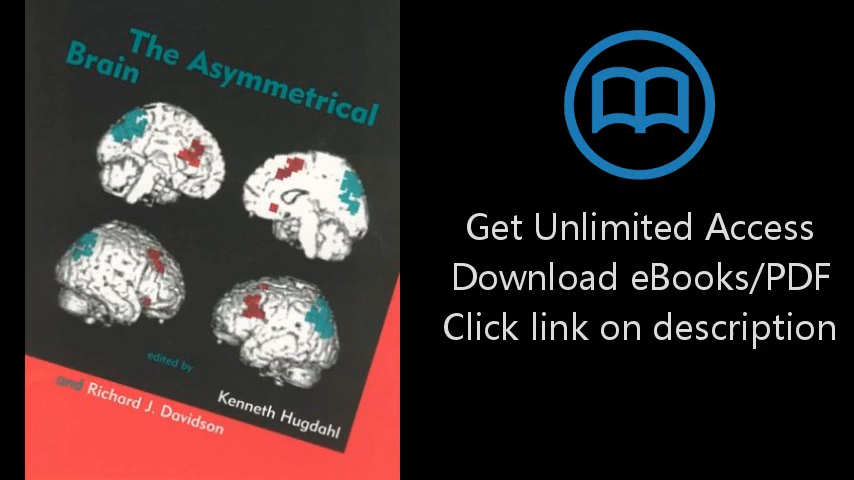 The Asymmetrical
Brain
edited by
Kenneth Hugdahl
and Richard J. Davidson
Get Unlimited Access
Download eBooks/PDF
Click link on description